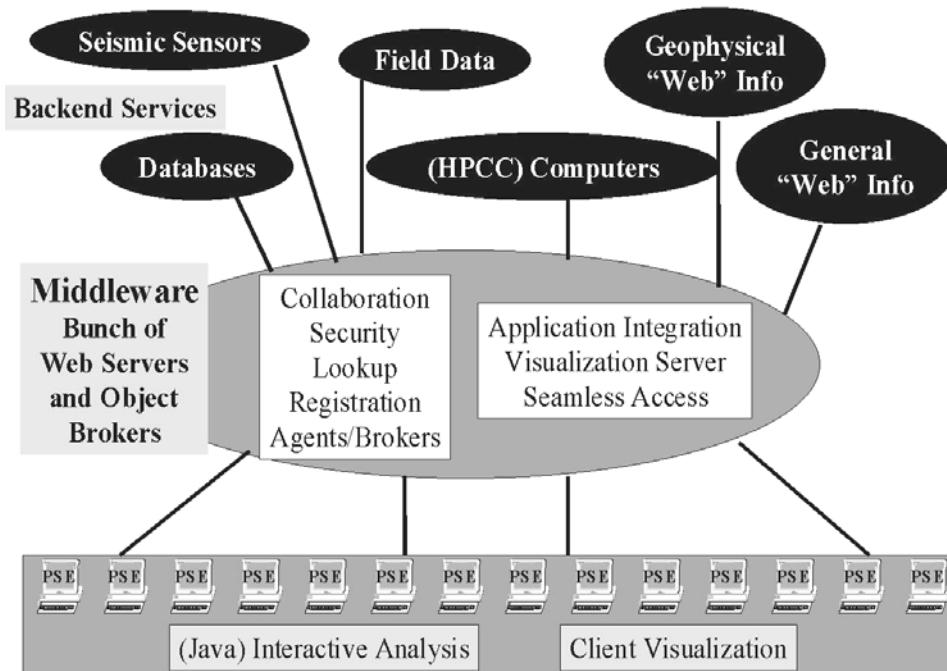 Seismic Sensors
Field Data
Geophysical
“Web” Info
Backend Services
Databases
(HPCC) Computers
General
“Web” Info
Middleware
Bunch of
Web Servers
and Object
Brokers
Collaboration
Security
Lookup
Registration
Agents/Brokers
Application Integration
Visualization Server
Seamless Access
PSE PSE PSE PSE PSE PSE PSE PSE PSE PSE PSE PSE PSE PSE
(Java) Interactive Analysis
Client Visualization